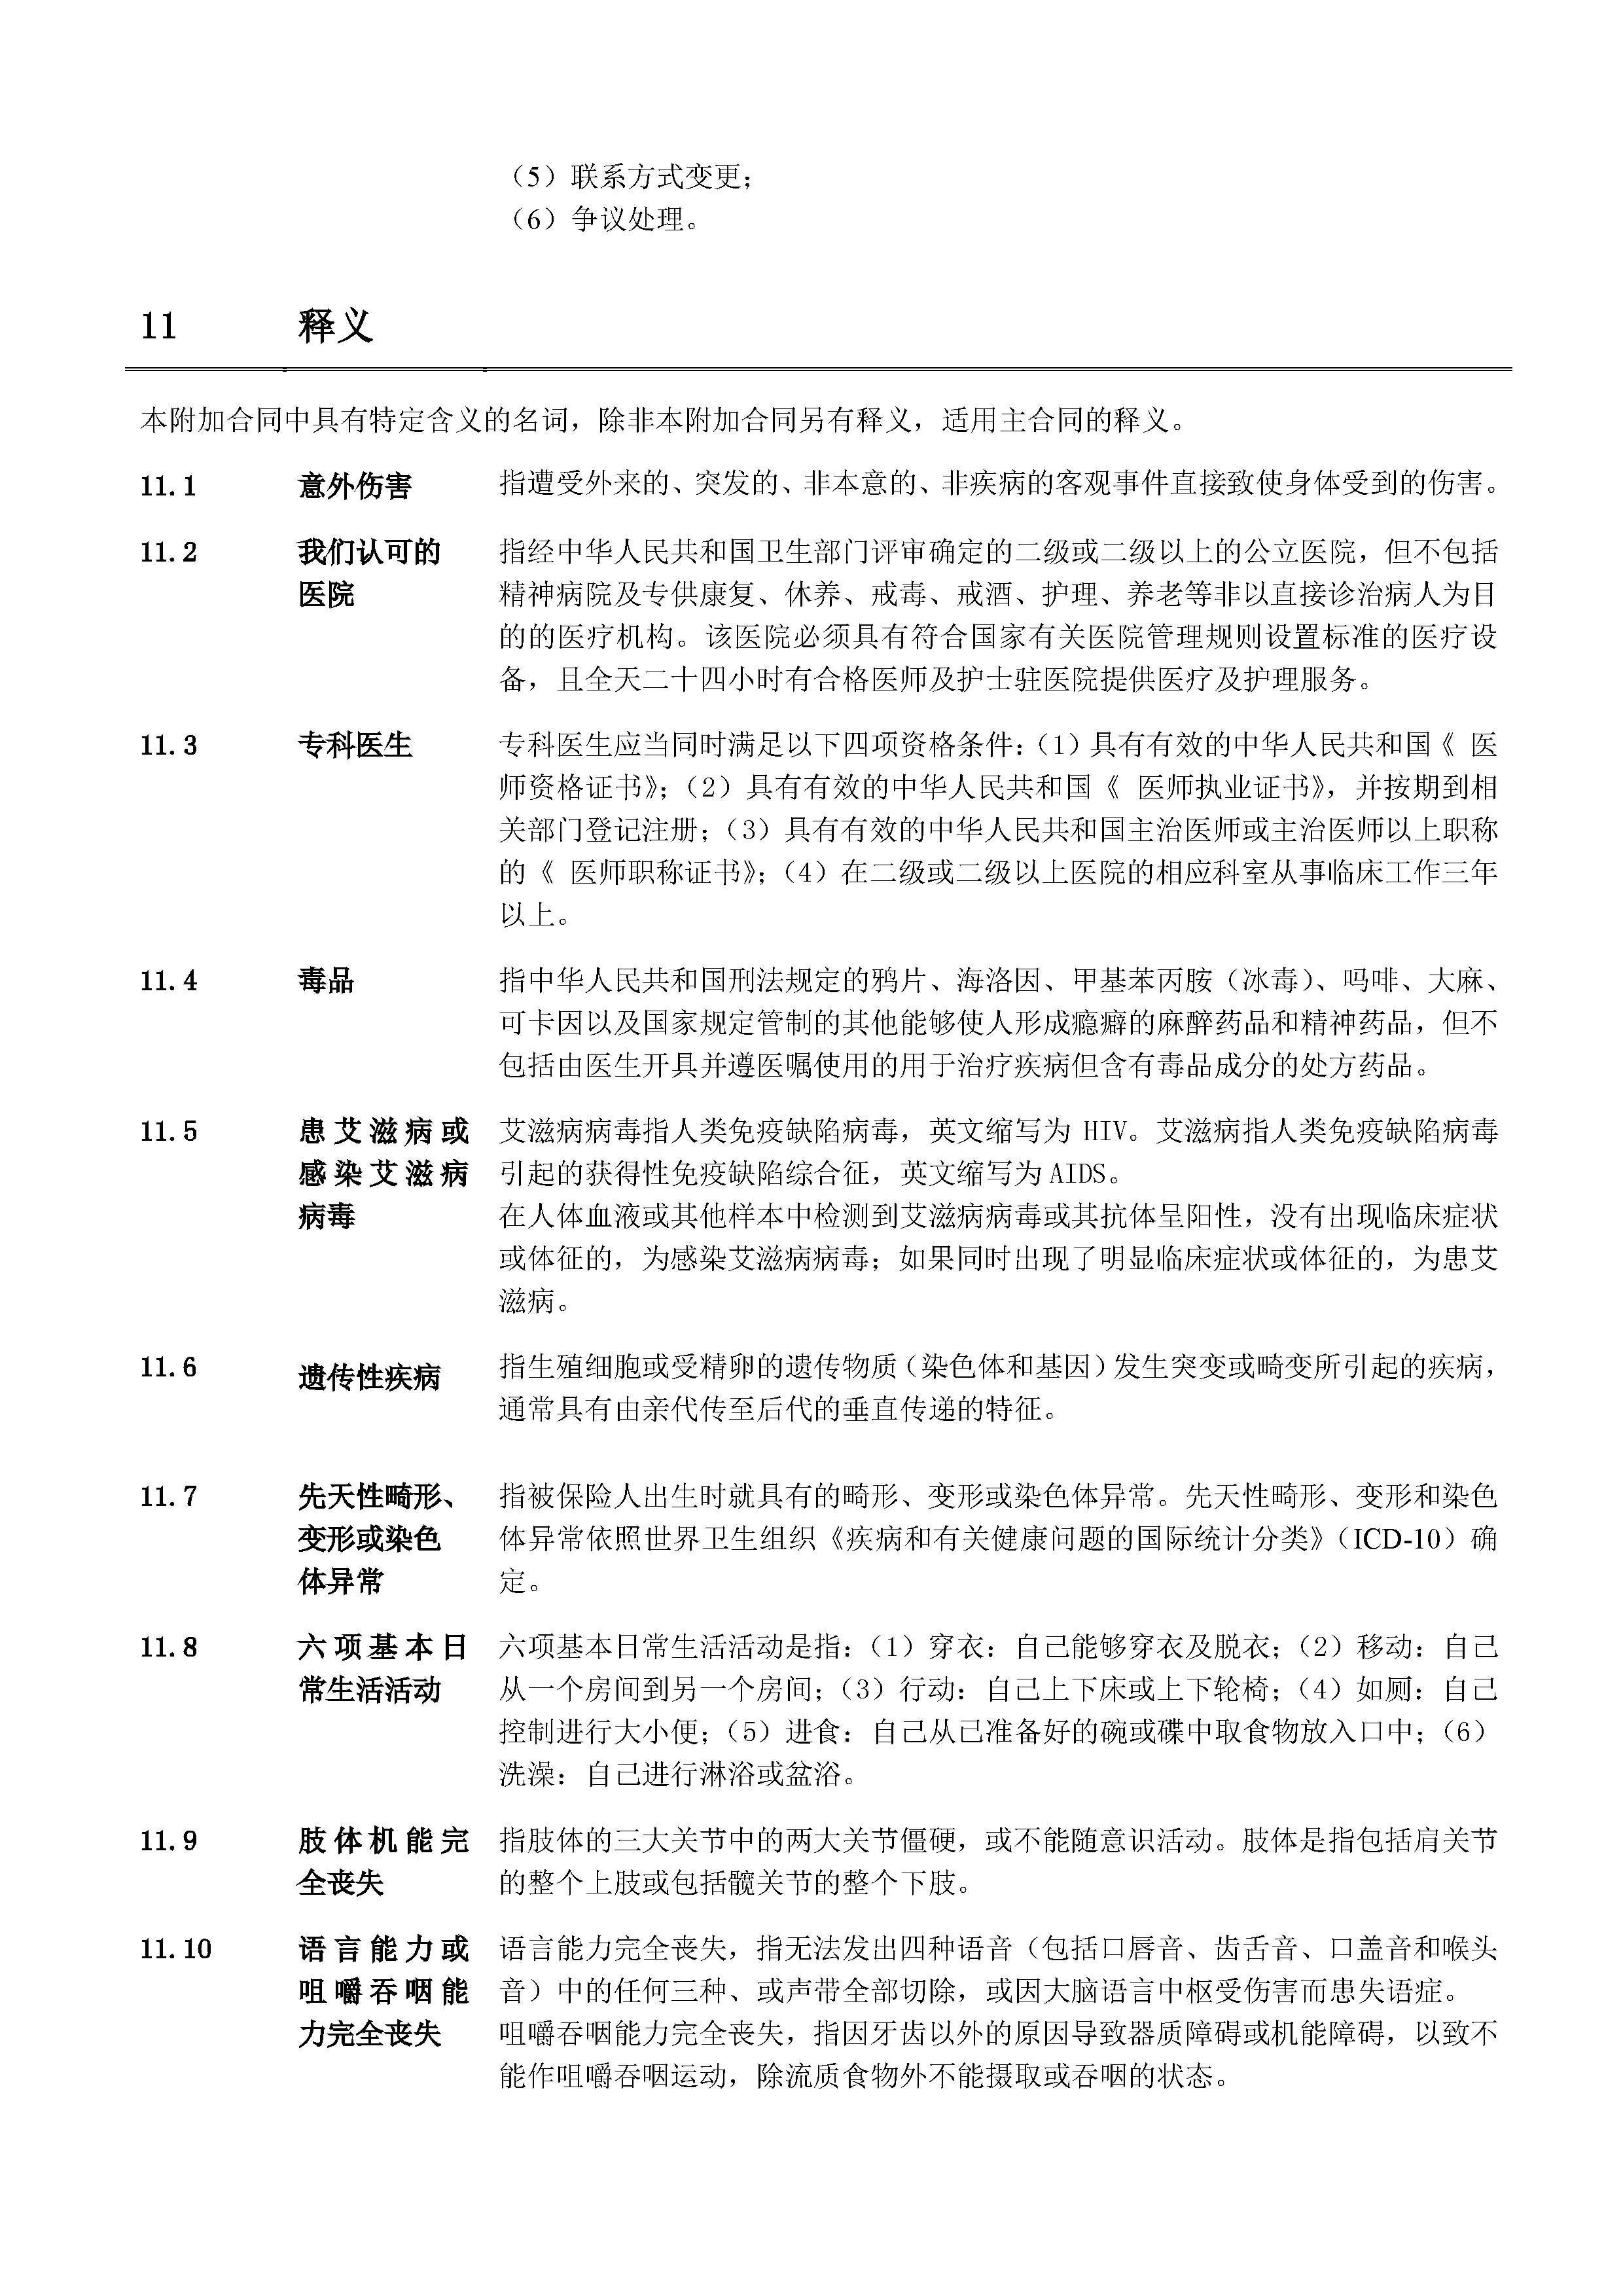 （5）联系方式变更；
（6）争议处理。
11 释义
本附加合同中具有特定含义的名词，除非本附加合同另有释义，适用主合同的释义。
11.1 意外伤害 指遭受外来的、突发的、非本意的、非疾病的客观事件直接致使身体受到的伤害。
11.2 我们认可的 指经中华人民共和国卫生部门评审确定的二级或二级以上的公立医院，但不包括
医院 精神病院及专供康复、休养、戒毒、戒酒、护理、养老等非以直接诊治病人为目
的的医疗机构。该医院必须具有符合国家有关医院管理规则设置标准的医疗设
备，且全天二十四小时有合格医师及护士驻医院提供医疗及护理服务。
11.3 专科医生 专科医生应当同时满足以下四项资格条件：（1）具有有效的中华人民共和国《 医
师资格证书》；（2）具有有效的中华人民共和国《 医师执业证书》，并按期到相
关部门登记注册；（3）具有有效的中华人民共和国主治医师或主治医师以上职称
的《 医师职称证书》；（4）在二级或二级以上医院的相应科室从事临床工作三年
以上。
11.4 毒品 指中华人民共和国刑法规定的鸦片、海洛因、甲基苯丙胺（冰毒）、吗啡、大麻、
可卡因以及国家规定管制的其他能够使人形成瘾癖的麻醉药品和精神药品，但不
包括由医生开具并遵医嘱使用的用于治疗疾病但含有毒品成分的处方药品。
11.5 患艾滋病或 艾滋病病毒指人类免疫缺陷病毒，英文缩写为 HIV。艾滋病指人类免疫缺陷病毒
感染艾滋病 引起的获得性免疫缺陷综合征，英文缩写为 AIDS。
病毒 在人体血液或其他样本中检测到艾滋病病毒或其抗体呈阳性，没有出现临床症状
或体征的，为感染艾滋病病毒；如果同时出现了明显临床症状或体征的，为患艾
滋病。
11.6 遗传性疾病 指生殖细胞或受精卵的遗传物质（染色体和基因）发生突变或畸变所引起的疾病，
通常具有由亲代传至后代的垂直传递的特征。
11.7 先天性畸形、 指被保险人出生时就具有的畸形、变形或染色体异常。先天性畸形、变形和染色
变形或染色 体异常依照世界卫生组织《疾病和有关健康问题的国际统计分类》（ICD-10）确
体异常 定。
11.8 六项基本日 六项基本日常生活活动是指：（1）穿衣：自己能够穿衣及脱衣；（2）移动：自己
常生活活动 从一个房间到另一个房间；（3）行动：自己上下床或上下轮椅；（4）如厕：自己
控制进行大小便；（5）进食：自己从已准备好的碗或碟中取食物放入口中；（6）
洗澡：自己进行淋浴或盆浴。
11.9 肢体机能完 指肢体的三大关节中的两大关节僵硬，或不能随意识活动。肢体是指包括肩关节
全丧失 的整个上肢或包括髋关节的整个下肢。
11.10 语言能力或 语言能力完全丧失，指无法发出四种语音（包括口唇音、齿舌音、口盖音和喉头
咀嚼吞咽能 音）中的任何三种、或声带全部切除，或因大脑语言中枢受伤害而患失语症。
力完全丧失 咀嚼吞咽能力完全丧失，指因牙齿以外的原因导致器质障碍或机能障碍，以致不
能作咀嚼吞咽运动，除流质食物外不能摄取或吞咽的状态。